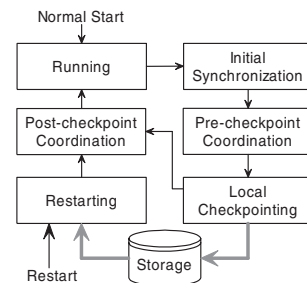 Normal Start
Running
Initial
Synchronization
Post-checkpoint
Coordination
Pre-checkpoint
Coordination
Restarting
Local
Checkpointing
Storage
Restart